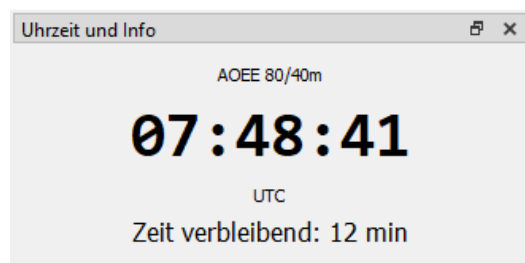 Uhrzeit und Info
AOEE 80/40m
07:48:41
UTC
Zeit verbleibend: 12 min